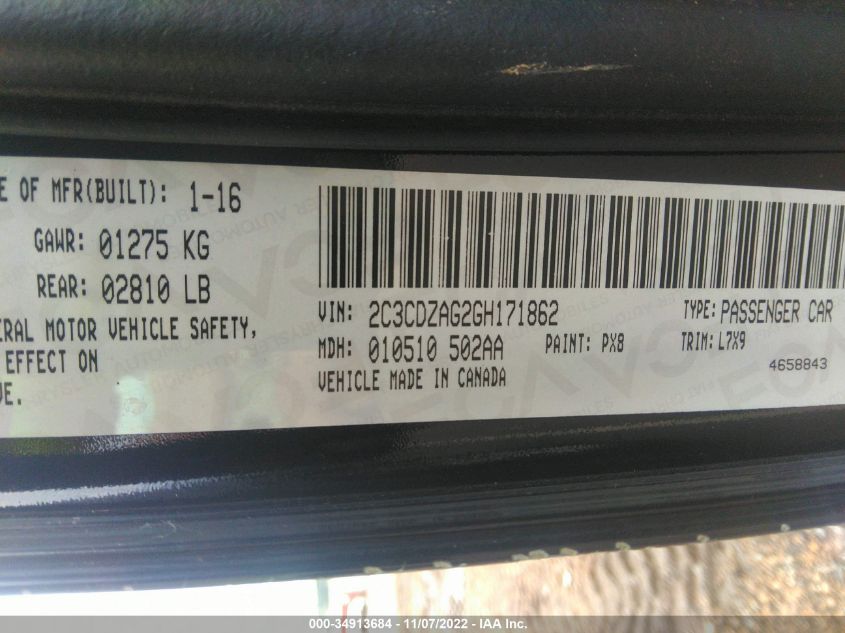 E OF MFR(BUILT): 1-16
GAWR: 01275 KG
REAR: 02810 LB
ERAL MOTOR VEHICLE SAFETY,
EFFECT ON
VE.
VIN: 2C3CDZAG2GH171862 TYPE: PASSENGER CAR
MDH: 010510 502AA PAINT: PX8 TRIM: L7X9
VEHICLE MADE IN CANADA 4658843
000-34913684 - 11/07/2022 - IAA Inc.